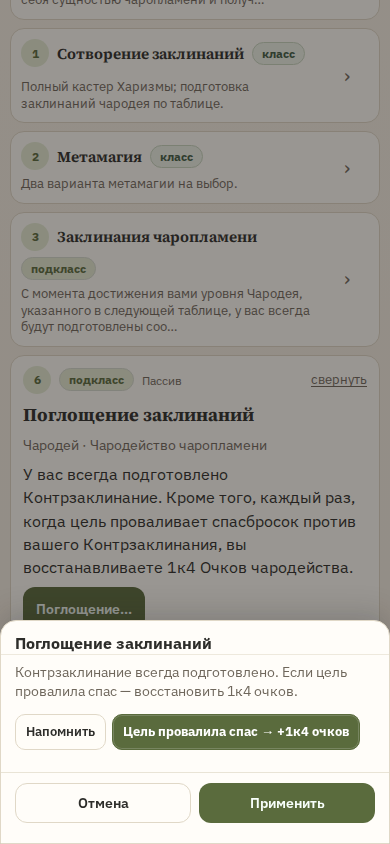 себя сущностью чаропламени и получ...
1 Сотворение заклинаний класс
Полный кастер Харизмы; подготовка
заклинаний чародея по таблице.
2 Метамагия класс
Два варианта метамагии на выбор.
3 Заклинания чаропламени
подкласс
С момента достижения вами уровня Чародея,
указанного в следующей таблице, у вас всегда
будут подготовлены соо...
6 подкласс Пассив свернуть
Поглощение заклинаний
Чародей · Чародейство чаропламени
У вас всегда подготовлено
Контрзаклинание. Кроме того, каждый раз,
когда цель проваливает спасбросок против
вашего Контрзаклинания, вы
восстанавливаете 1к4 Очков чародейства.
Поглощение...
Поглощение заклинаний
Контрзаклинание всегда подготовлено. Если цель
провалила спас — восстановить 1к4 очков.
Напомнить Цель провалила спас → +1к4 очков
Отмена Применить